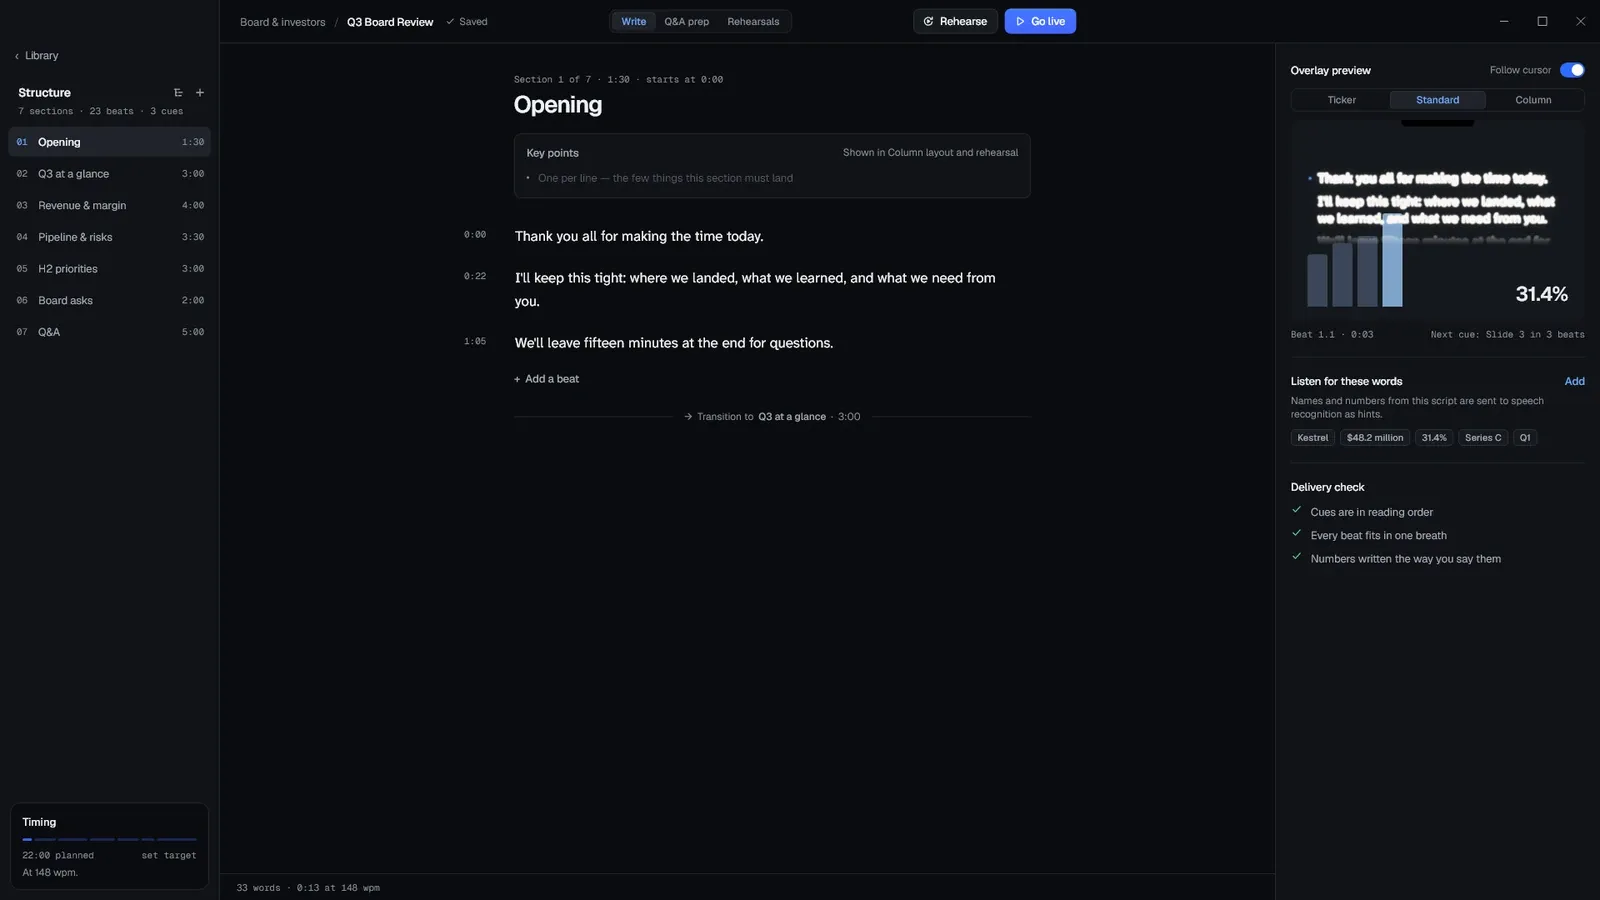 Board & investors / Q3 Board Review ✓ Saved
Write Q&A prep Rehearsals
Rehearse Go live
‹ Library
Structure
7 sections · 23 beats · 3 cues
01 Opening 1:30
02 Q3 at a glance 3:00
03 Revenue & margin 4:00
04 Pipeline & risks 3:30
05 H2 priorities 3:00
06 Board asks 2:00
07 Q&A 5:00
Timing
22:00 planned set target
At 148 wpm.
Section 1 of 7 · 1:30 · starts at 0:00
Opening
Key points Shown in Column layout and rehearsal
• One per line — the few things this section must land
0:00 Thank you all for making the time today.
0:22 I'll keep this tight: where we landed, what we learned, and what we need from
you.
1:05 We'll leave fifteen minutes at the end for questions.
+ Add a beat
→ Transition to Q3 at a glance · 3:00
33 words · 0:13 at 148 wpm
Overlay preview Follow cursor
Ticker Standard Column
Thank you all for making the time today.
I'll keep this tight: where we landed, what
we learned, and what we need from you.
We'll leave fifteen minutes at the end for
31.4%
Beat 1.1 · 0:03 Next cue: Slide 3 in 3 beats
Listen for these words Add
Names and numbers from this script are sent to speech
recognition as hints.
Kestrel $48.2 million 31.4% Series C Q1
Delivery check
✓ Cues are in reading order
✓ Every beat fits in one breath
✓ Numbers written the way you say them